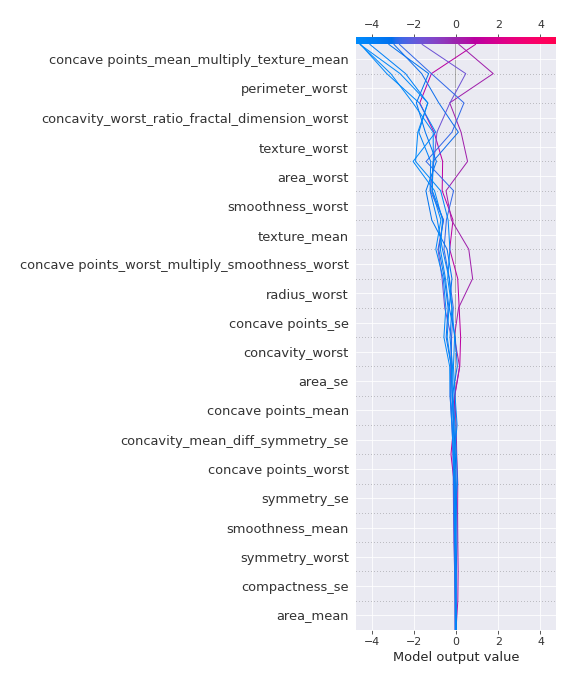 −4 −2 0 2 4
concave points_mean_multiply_texture_mean
perimeter_worst
concavity_worst_ratio_fractal_dimension_worst
texture_worst
area_worst
smoothness_worst
texture_mean
concave points_worst_multiply_smoothness_worst
radius_worst
concave points_se
concavity_worst
area_se
concave points_mean
concavity_mean_diff_symmetry_se
concave points_worst
symmetry_se
smoothness_mean
symmetry_worst
compactness_se
area_mean
−4 −2 0 2 4
Model output value